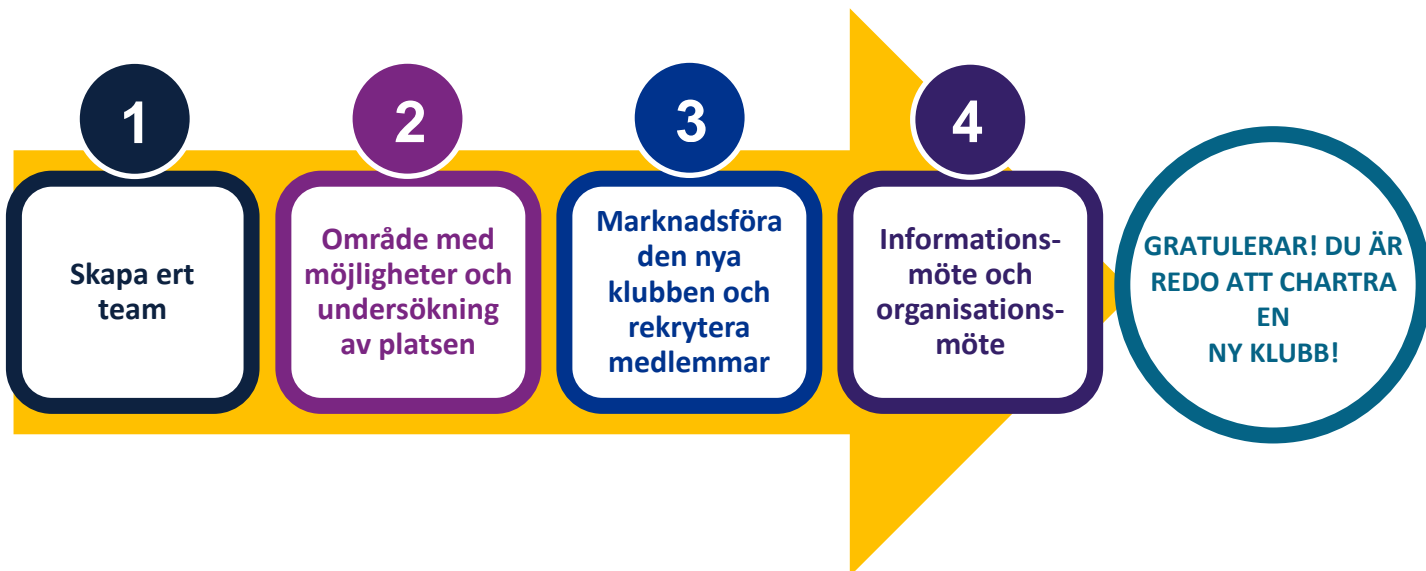 1
Skapa ert
team
2
Område med
möjligheter och
undersökning
av platsen
3
Marknadsföra
den nya
klubben och
rekrytera
medlemmar
4
Informations-
möte och
organisations-
möte
GRATULERAR! DU ÄR
REDO ATT CHARTRA
EN
NY KLUBB!